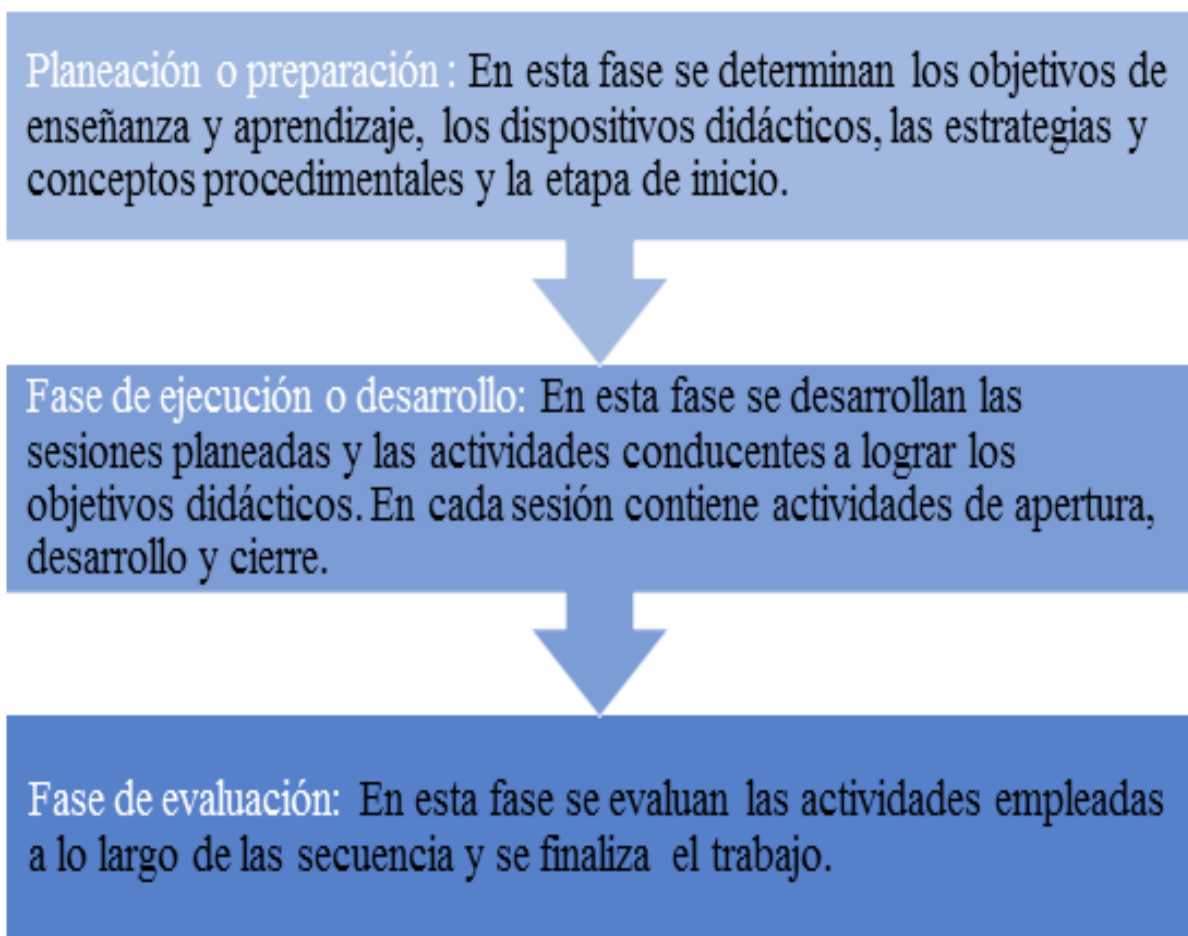 Planeación o preparación : En esta fase se determinan los objetivos de
enseñanza y aprendizaje, los dispositivos didácticos, las estrategias y
conceptos procedimentales y la etapa de inicio.
Fase de ejecución o desarrollo: En esta fase se desarrollan las
sesiones planeadas y las actividades conducentes a lograr los
objetivos didácticos. En cada sesión contiene actividades de apertura,
desarrollo y cierre.
Fase de evaluación: En esta fase se evaluan las actividades empleadas
a lo largo de las secuencia y se finaliza el trabajo.